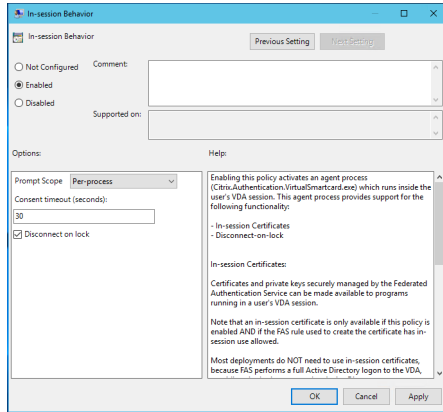 In-session Behavior
In-session Behavior
Previous Setting
Next Setting
Not Configured
Comment:
Enabled
Disabled
Supported on:
Options:
Help:
Prompt Scope
Per-process
Consent timeout (seconds):
30
Disconnect on lock
Enabling this policy activates an agent process
(Citrix.Authentication.VirtualSmartcard.exe) which runs inside the
user's VDA session. This agent process provides support for the
following functionality:
- In-session Certificates
- Disconnect-on-lock
In-session Certificates:
Certificates and private keys securely managed by the Federated
Authentication Service can be made available to programs
running in a user's VDA session.
Note that an in-session certificate is only available if this policy is
enabled AND if the FAS rule used to create the certificate has in-
session use allowed.
Most deployments do NOT need to use in-session certificates,
because FAS performs a full Active Directory logon to the VDA,
OK
Cancel
Apply